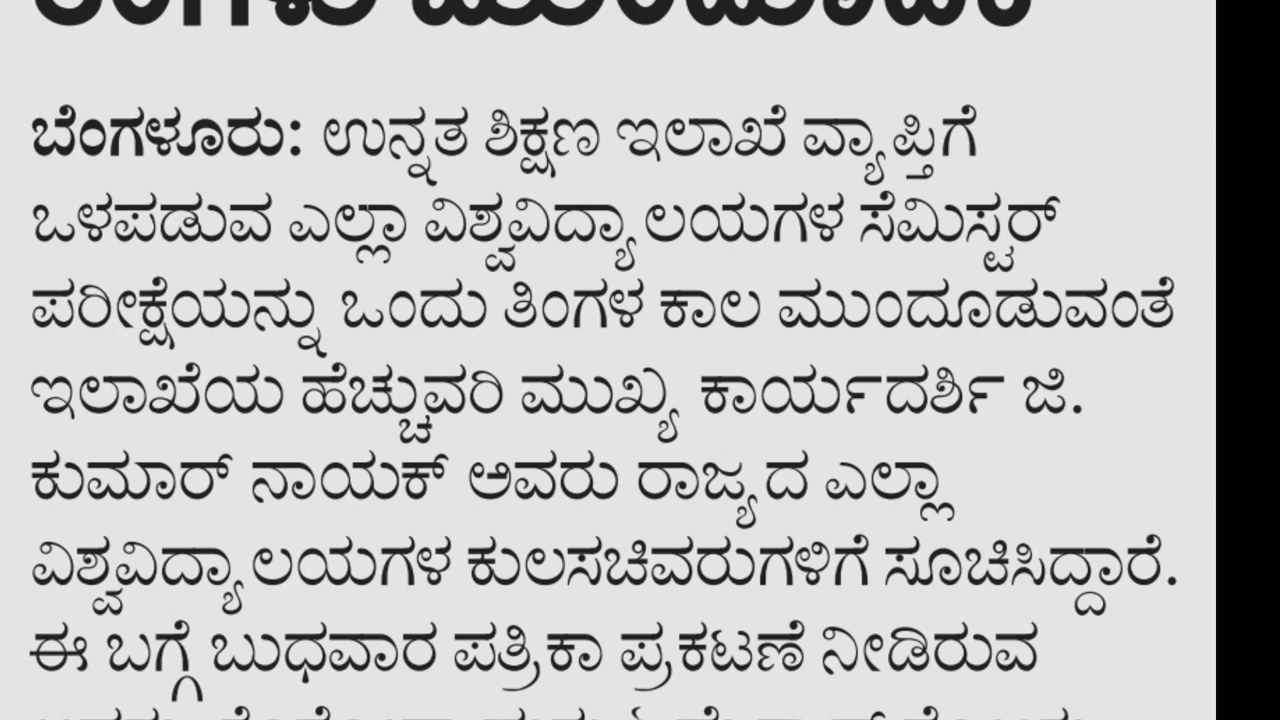 ಬೆಂಗಳೂರು: ಉನ್ನತ ಶಿಕ್ಷಣ ಇಲಾಖೆ ವ್ಯಾಪ್ತಿಗೆ
ಒಳಪಡುವ ಎಲ್ಲಾ ವಿಶ್ವವಿದ್ಯಾಲಯಗಳ ಸೆಮಿಸ್ಟರ್
ಪರೀಕ್ಷೆಯನ್ನು ಒಂದು ತಿಂಗಳ ಕಾಲ ಮುಂದೂಡುವಂತೆ
ಇಲಾಖೆಯ ಹೆಚ್ಚುವರಿ ಮುಖ್ಯ ಕಾರ್ಯದರ್ಶಿ ಜಿ.
ಕುಮಾರ್ ನಾಯಕ್ ಅವರು ರಾಜ್ಯದ ಎಲ್ಲಾ
ವಿಶ್ವವಿದ್ಯಾಲಯಗಳ ಕುಲಸಚಿವರುಗಳಿಗೆ ಸೂಚಿಸಿದ್ದಾರೆ.
ಈ ಬಗ್ಗೆ ಬುಧವಾರ ಪತ್ರಿಕಾ ಪ್ರಕಟಣೆ ನೀಡಿರುವ